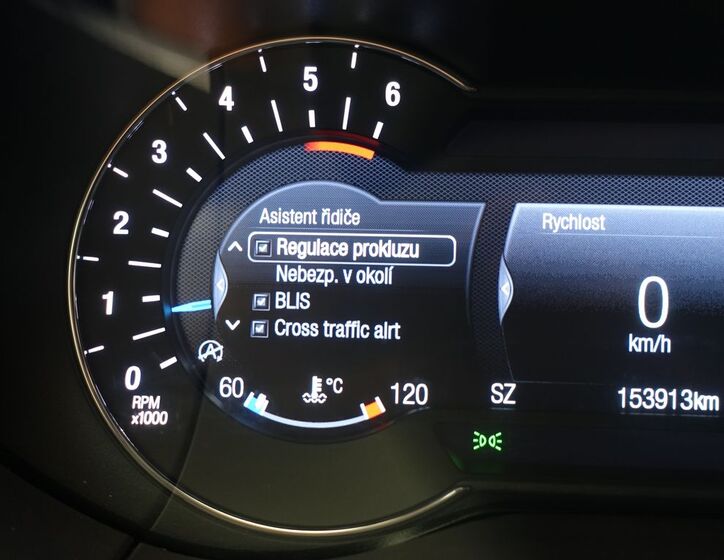 6
5
4
3
2
1
0
RPM
x1000
Asistent řidiče
Regulace prokluzu
Nebezp. v okolí
BLIS
Cross traffic alrt
A
60 °C 120
Rychlost
0
km/h
SZ 153913km